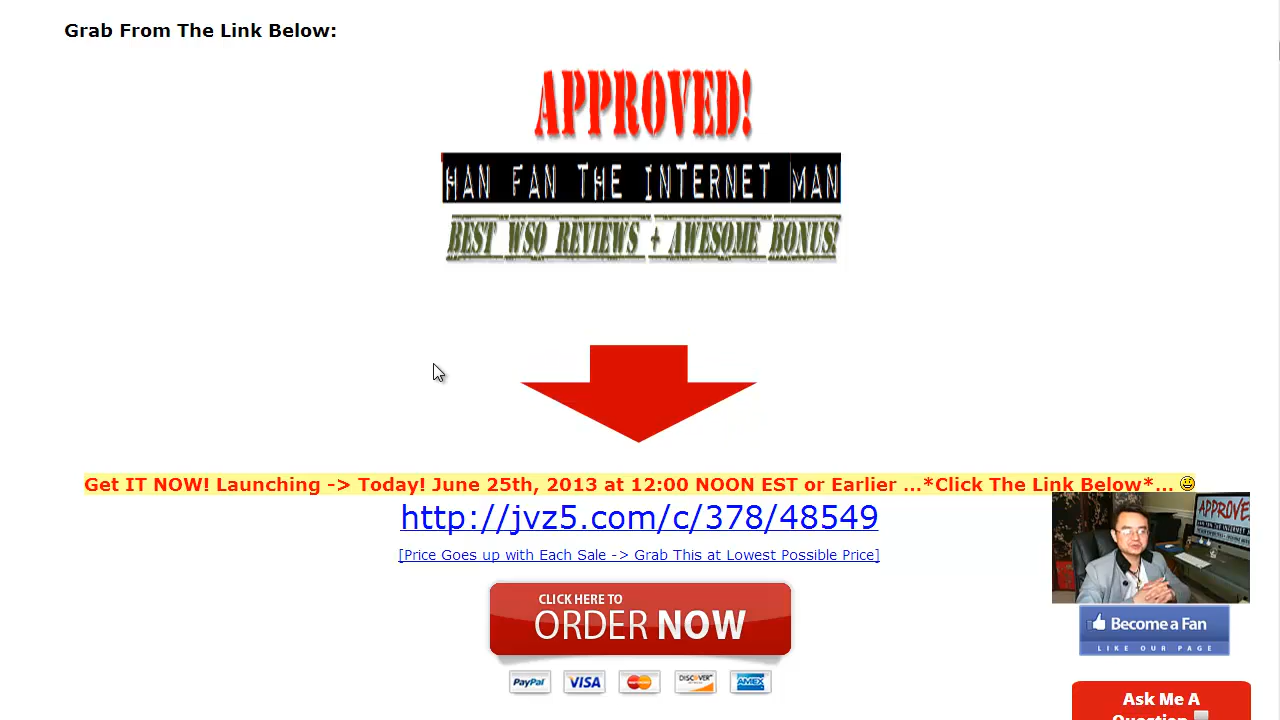 Grab From The Link Below:
APPROVED!
HAN FAN THE INTERNET MAN
BEST WSO REVIEWS + AWESOME BONUS!
Get IT NOW! Launching -> Today! June 25th, 2013 at 12:00 NOON EST or Earlier ...*Click The Link Below*...
http://jvz5.com/c/378/48549
[Price Goes up with Each Sale -> Grab This at Lowest Possible Price]
CLICK HERE TO
ORDER NOW
PayPal VISA MasterCard DISCOVER AMEX
APPROVED
Become a Fan
LIKE OUR PAGE
Ask Me A
Question